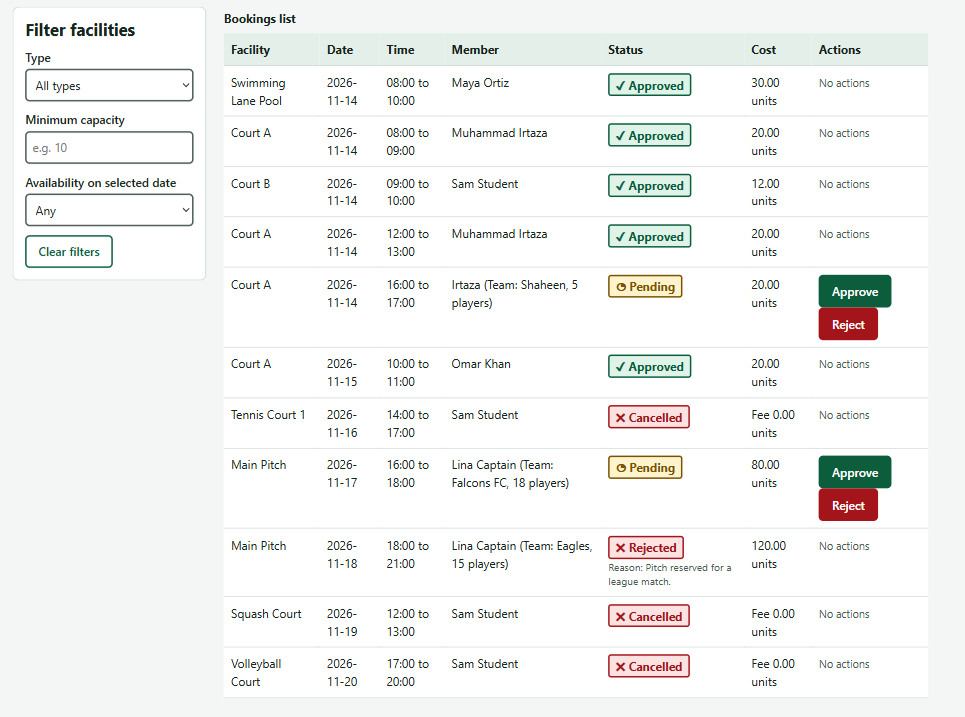 Filter facilities
Type
All types
Minimum capacity
e.g. 10
Availability on selected date
Any
Clear filters
Bookings list
Facility Date Time Member Status Cost Actions
Swimming 2026- 08:00 to Maya Ortiz ✓ Approved 30.00 No actions
Lane Pool 11-14 10:00 units
Court A 2026- 08:00 to Muhammad Irtaza ✓ Approved 20.00 No actions
11-14 09:00 units
Court B 2026- 09:00 to Sam Student ✓ Approved 12.00 No actions
11-14 10:00 units
Court A 2026- 12:00 to Muhammad Irtaza ✓ Approved 20.00 No actions
11-14 13:00 units
Court A 2026- 16:00 to Irtaza (Team: Shaheen, 5 Pending 20.00 Approve
11-14 17:00 players) units
Reject
Court A 2026- 10:00 to Omar Khan ✓ Approved 20.00 No actions
11-15 11:00 units
Tennis Court 1 2026- 14:00 to Sam Student ✕ Cancelled Fee 0.00 No actions
11-16 17:00 units
Main Pitch 2026- 16:00 to Lina Captain (Team: Pending 80.00 Approve
11-17 18:00 Falcons FC, 18 players) units
Reject
Main Pitch 2026- 18:00 to Lina Captain (Team: Eagles, ✕ Rejected 120.00 No actions
11-18 21:00 15 players) Reason: Pitch reserved for a units
league match.
Squash Court 2026- 12:00 to Sam Student ✕ Cancelled Fee 0.00 No actions
11-19 13:00 units
Volleyball 2026- 17:00 to Sam Student ✕ Cancelled Fee 0.00 No actions
Court 11-20 20:00 units